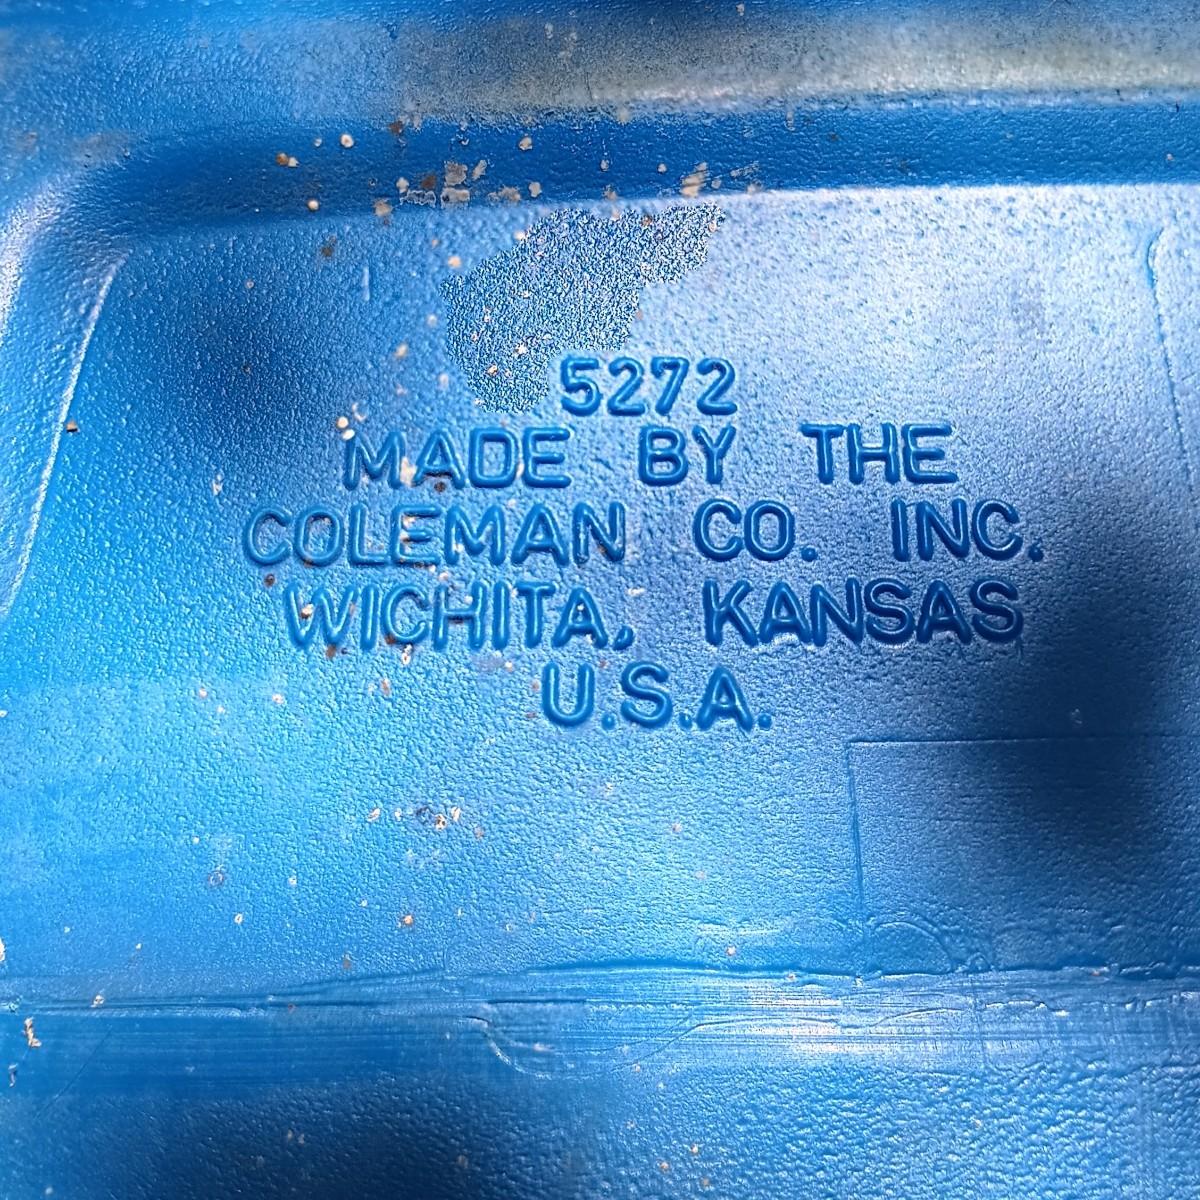 5272
MADE BY THE
COLEMAN CO. INC.
WICHITA, KANSAS
U.S.A.